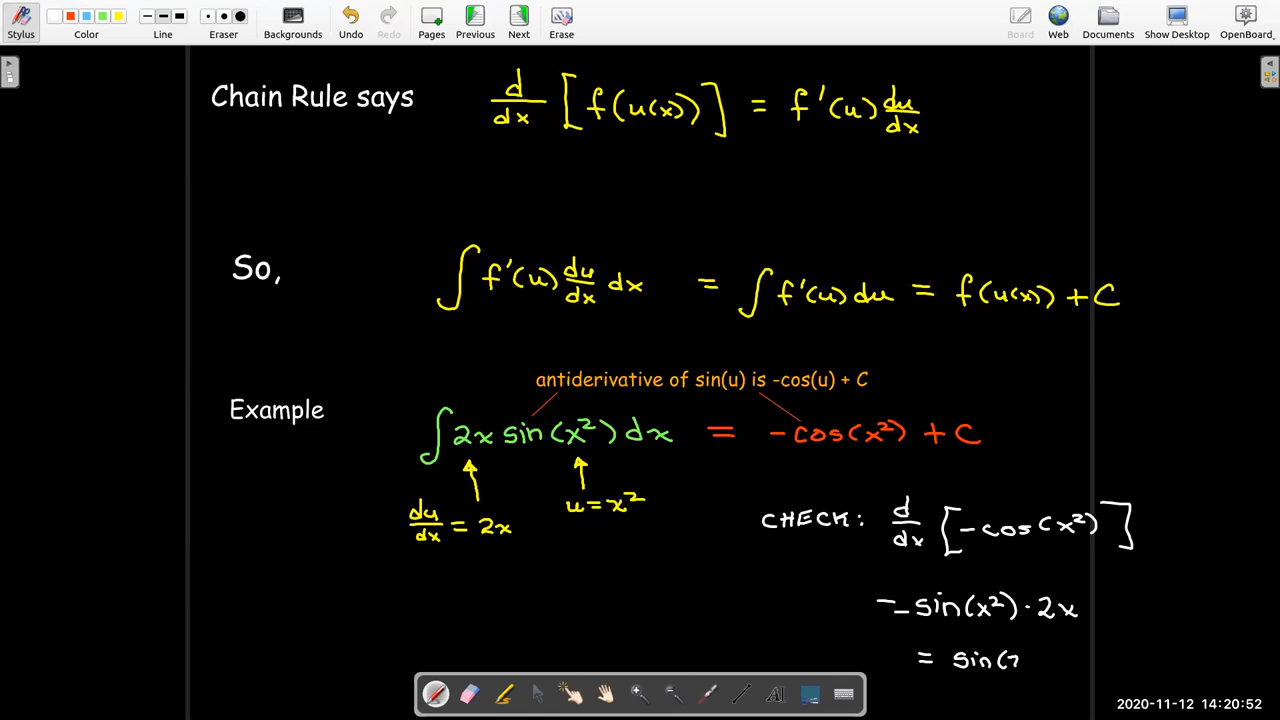 Stylus Color Line Eraser Backgrounds Undo Redo Pages Previous Next Erase Board Web Documents Show Desktop OpenBoard
Chain Rule says d/dx [f(u(x))] = f'(u) du/dx
So, ∫ f'(u) du/dx dx = ∫ f'(u) du = f(u(x)) + C
antiderivative of sin(u) is -cos(u) + C
Example ∫ 2x sin(x²) dx = -cos(x²) + C
du/dx = 2x u = x²
CHECK: d/dx [-cos(x²)]
- - sin(x²) · 2x
= sin(
2020-11-12 14:20:52